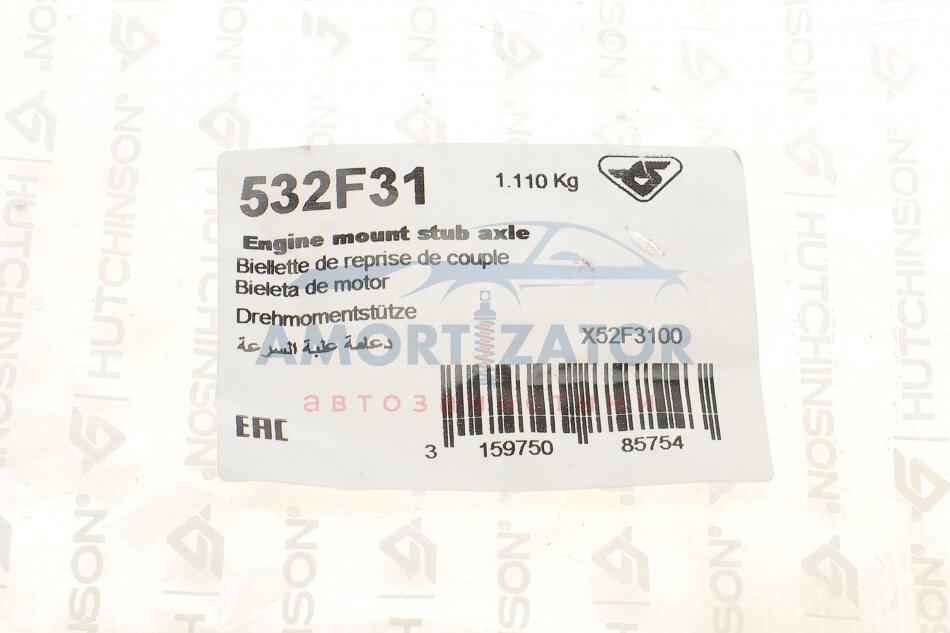 532F31 1.110 Kg
Engine mount stub axle
Biellette de reprise de couple
Bieleta de motor
Drehmomentstütze
دعامة علبة السرعة
X52F3100
EAC
3 159750 85754
AMORTIZATOR
автозапчастини
HUTCHINSON®